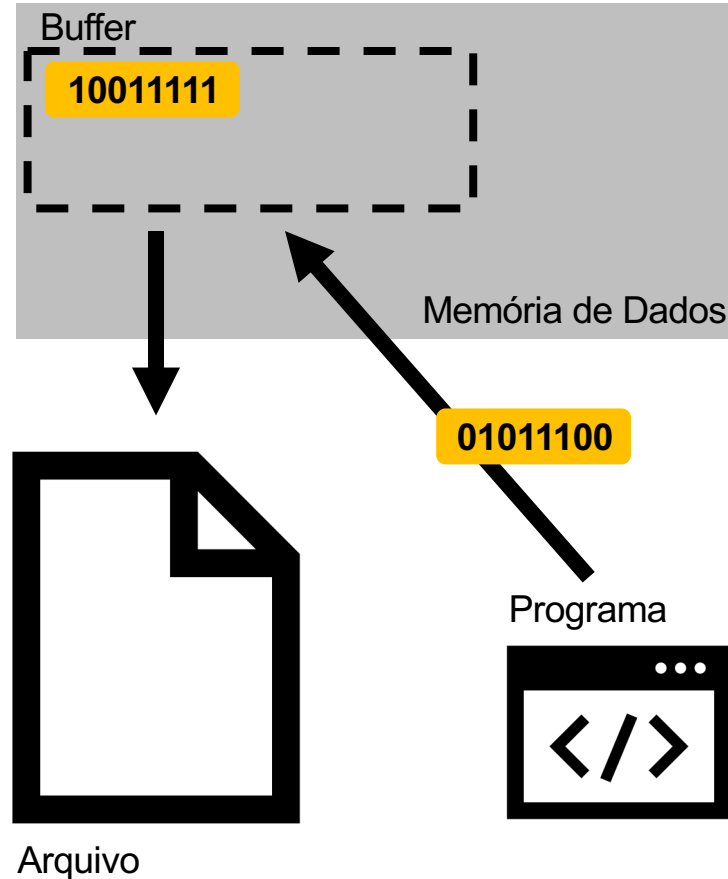 Buffer
10011111
Memória de Dados
01011100
Programa
</>
Arquivo